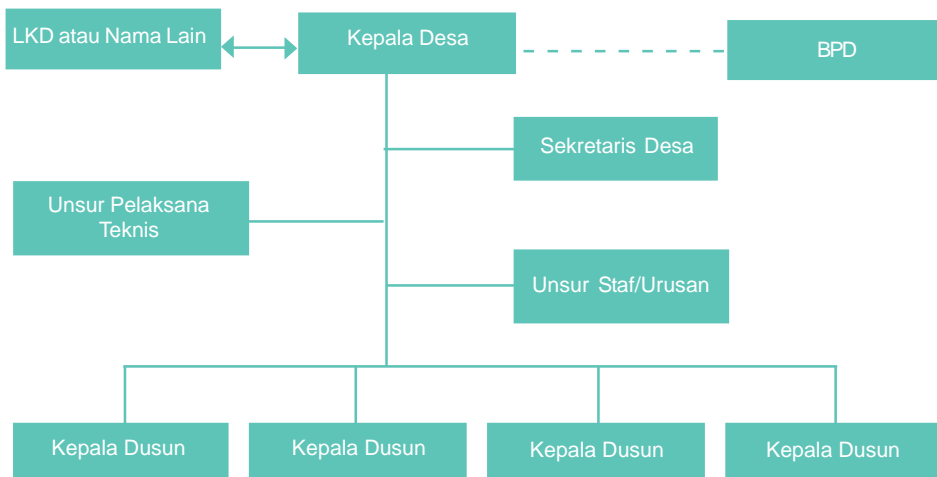 LKD atau Nama Lain
Kepala Desa
BPD
Sekretaris Desa
Unsur Pelaksana
Teknis
Unsur Staf/Urusan
Kepala Dusun
Kepala Dusun
Kepala Dusun
Kepala Dusun